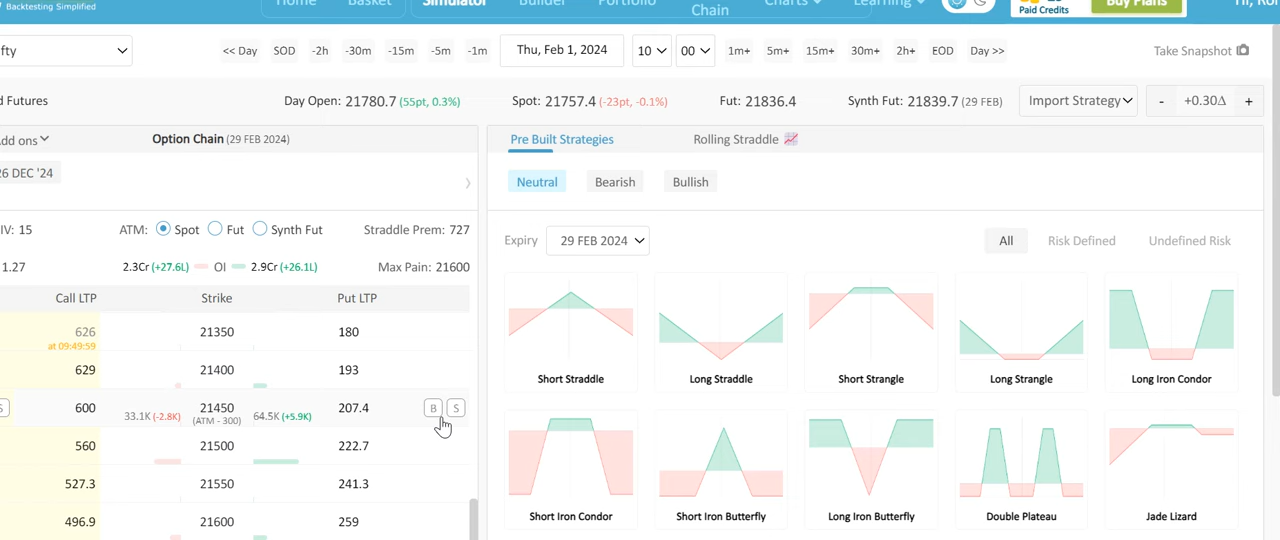 Backtesting Simplified
Home Basket Simulator Builder Portfolio Chain Charts Learning Paid Credits Buy Plans
fty << Day SOD -2h -30m -15m -5m -1m Thu, Feb 1, 2024 10 00 1m+ 5m+ 15m+ 30m+ 2h+ EOD Day >> Take Snapshot
d Futures Day Open: 21780.7 (55pt, 0.3%) Spot: 21757.4 (-23pt, -0.1%) Fut: 21836.4 Synth Fut: 21839.7 (29 FEB) Import Strategy - +0.30Δ +
dd ons Option Chain (29 FEB 2024)
26 DEC '24
IV: 15 ATM: Spot Fut Synth Fut Straddle Prem: 727
1.27 2.3Cr (+27.6L) OI 2.9Cr (+26.1L) Max Pain: 21600
Call LTP Strike Put LTP
626 21350 180
at 09:49:59
629 21400 193
S 600 33.1K (-2.8K) 21450 64.5K (+5.9K) 207.4 B S
(ATM - 300)
560 21500 222.7
527.3 21550 241.3
496.9 21600 259
Pre Built Strategies Rolling Straddle
Neutral Bearish Bullish
Expiry 29 FEB 2024 All Risk Defined Undefined Risk
Short Straddle Long Straddle Short Strangle Long Strangle Long Iron Condor
Short Iron Condor Short Iron Butterfly Long Iron Butterfly Double Plateau Jade Lizard